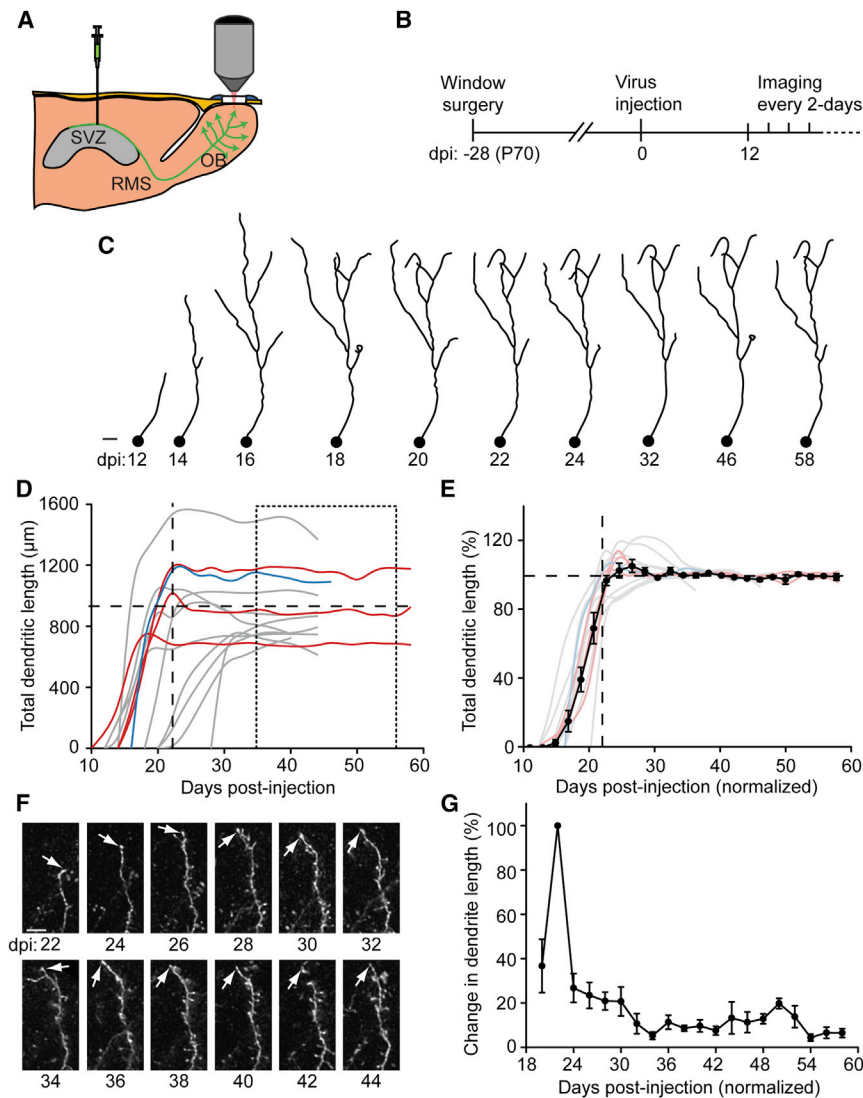 A
SVZ
RMS
OB
B
Window surgery
Virus injection
Imaging every 2-days
dpi: -28 (P70)
0
12
C
dpi:12 14 16 18 20 22 24 32 46 58
D
Total dendritic length (µm)
1600
1200
800
400
0
10 20 30 40 50 60
Days post-injection
E
Total dendritic length (%)
120
80
40
0
10 20 30 40 50 60
Days post-injection (normalized)
F
dpi:22 24 26 28 30 32
34 36 38 40 42 44
G
Change in dendrite length (%)
100
80
60
40
20
0
18 24 30 36 42 48 54 60
Days post-injection (normalized)